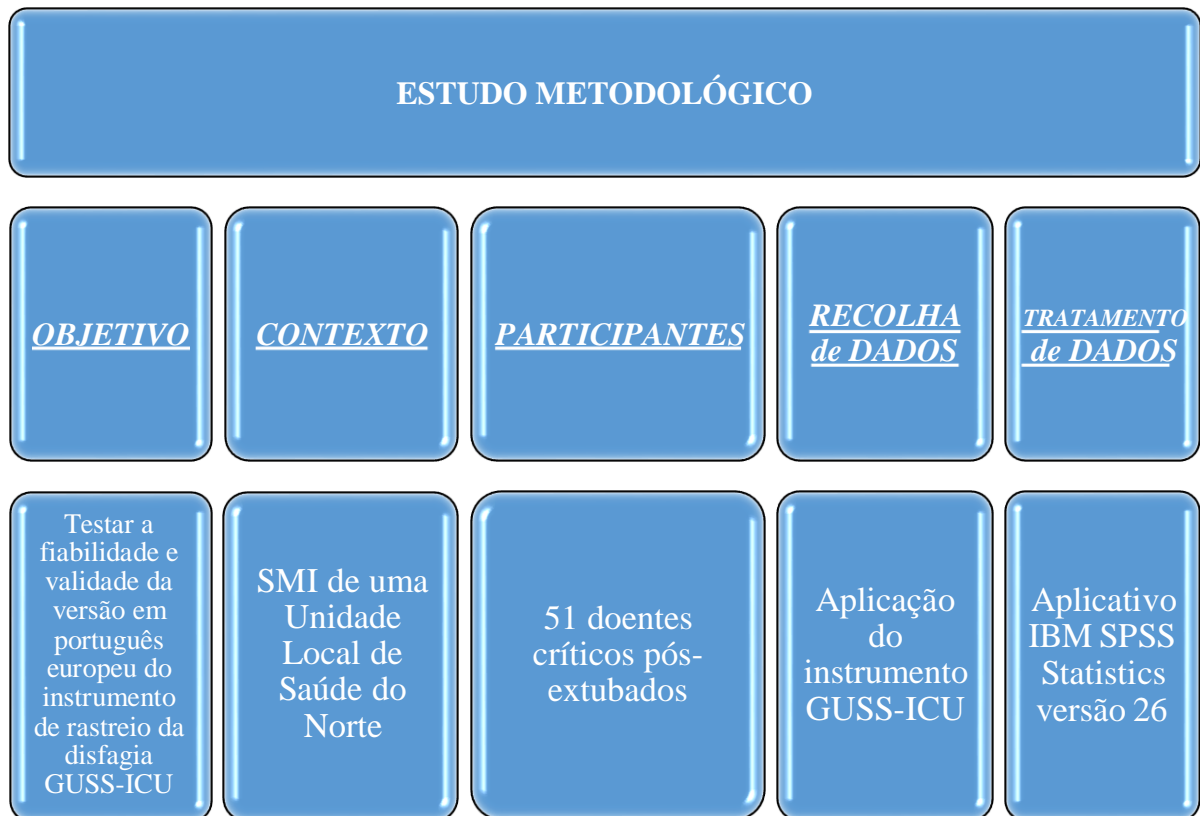 ESTUDO METODOLÓGICO
OBJETIVO
CONTEXTO
PARTICIPANTES
RECOLHA
de DADOS
TRATAMENTO
de DADOS
Testar a
fiabilidade e
validade da
versão em
português
europeu do
instrumento
de rastreio da
disfagia
GUSS-ICU
SMI de uma
Unidade
Local de
Saúde do
Norte
51 doentes
críticos pós-
extubados
Aplicação
do
instrumento
GUSS-ICU
Aplicativo
IBM SPSS
Statistics
versão 26